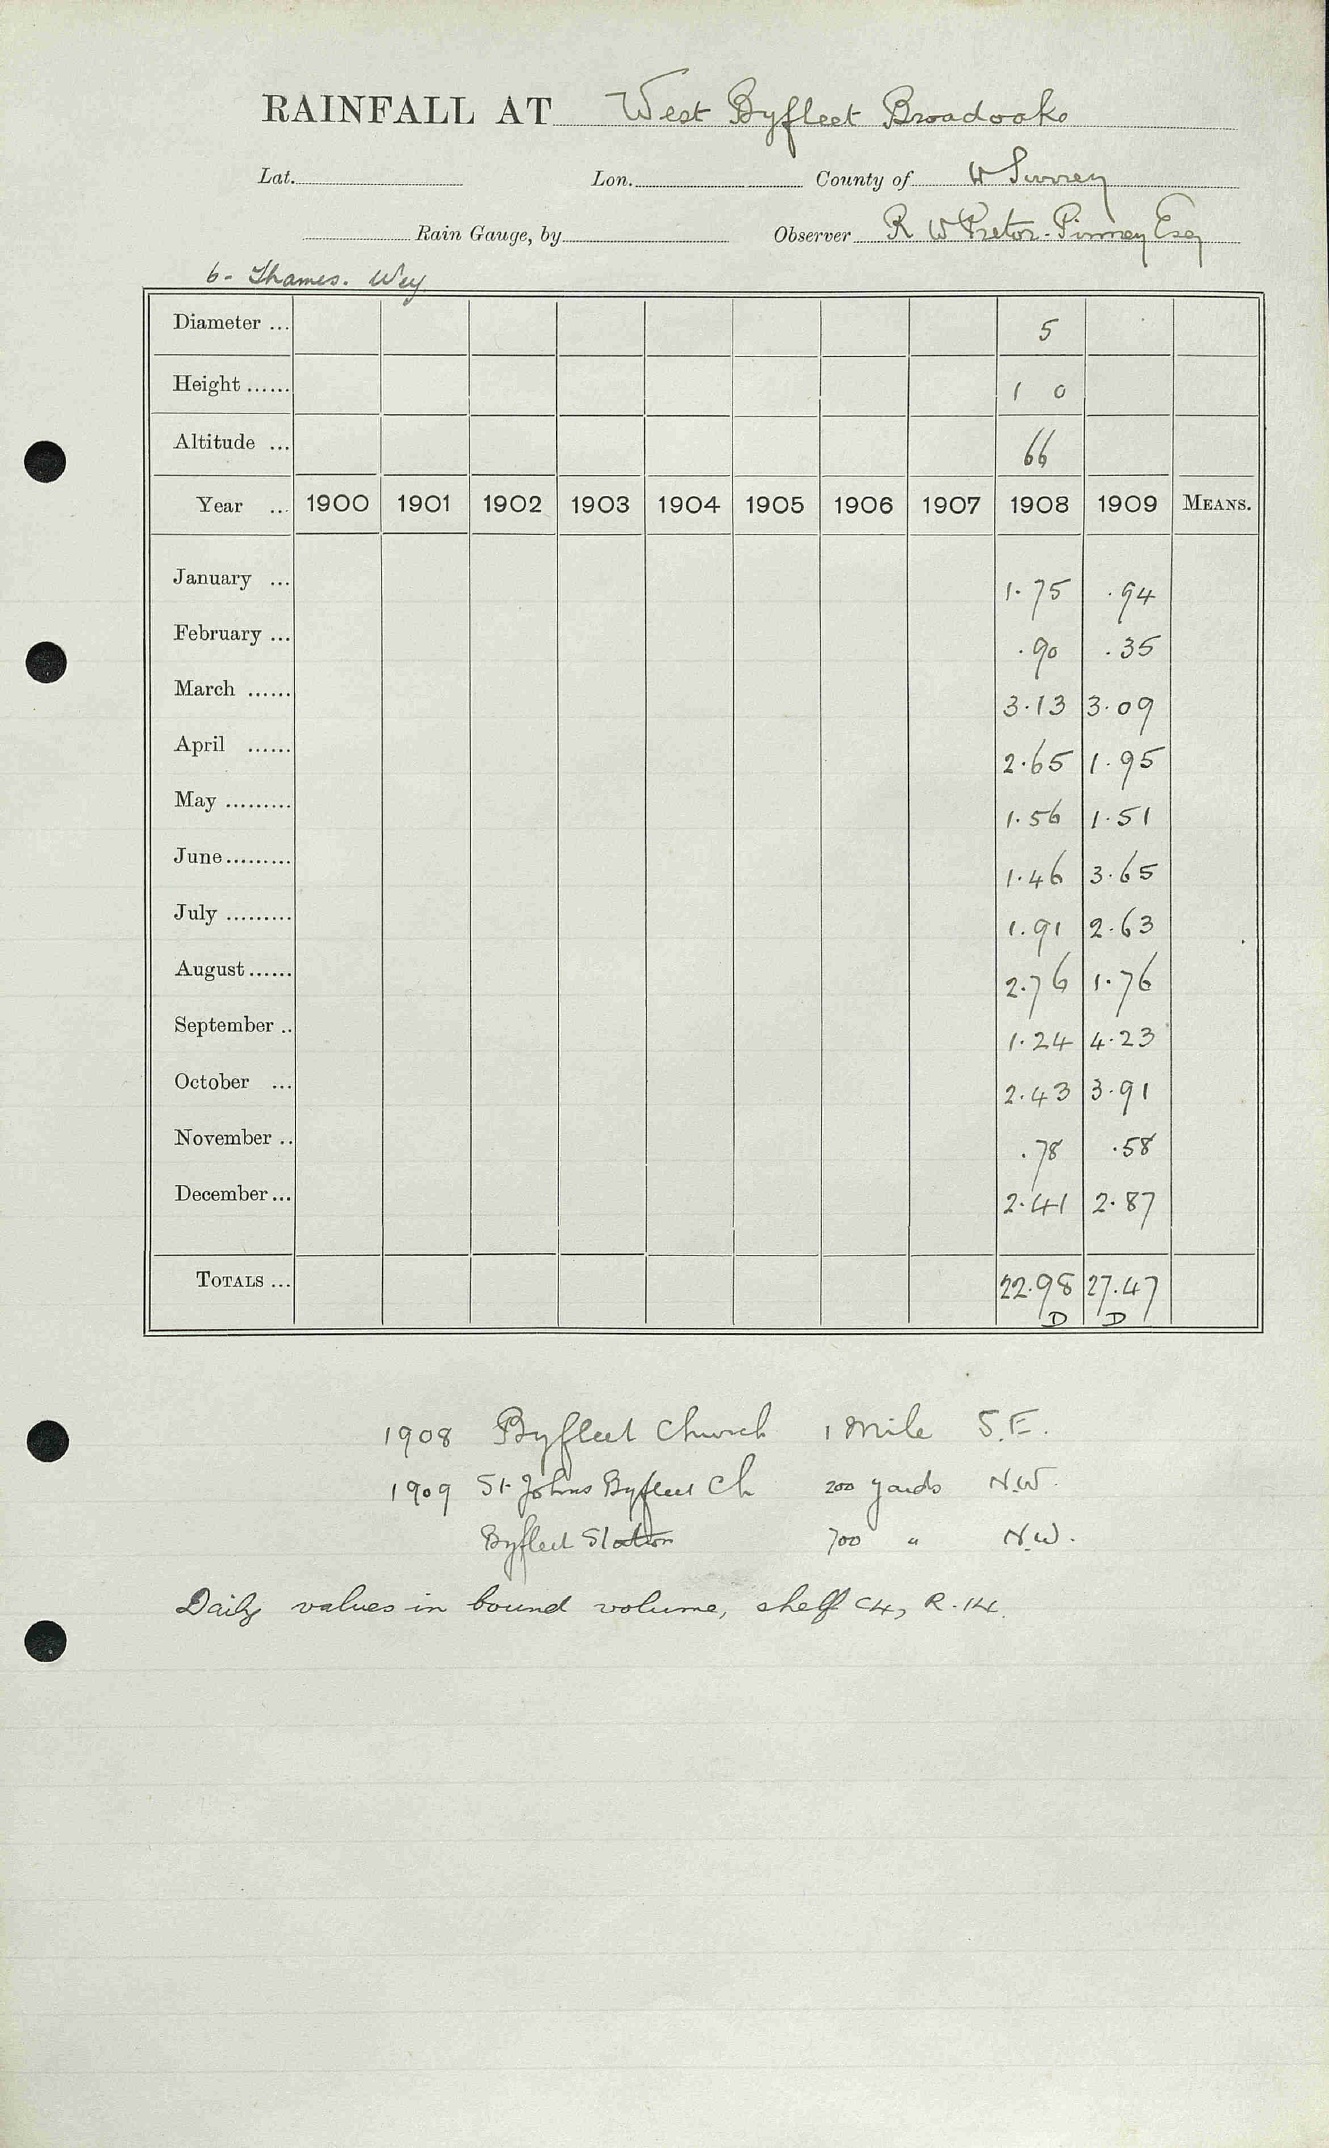 RAINFALL AT West Byfleet Broadoaks
Lat. Lon. County of W Surrey
Rain Gauge, by Observer R W Pretor-Pinney Esq
6- Thames. Wey
Diameter ... 5
Height ...... 1 0
Altitude ... 66
Year ... 1900 1901 1902 1903 1904 1905 1906 1907 1908 1909 MEANS.
January ... 1.75 .94
February ... .90 .35
March ...... 3.13 3.09
April ...... 2.65 1.95
May ......... 1.56 1.51
June ......... 1.46 3.65
July ......... 1.91 2.63
August ...... 2.76 1.76
September .. 1.24 4.23
October ... 2.43 3.91
November .. .78 .58
December ... 2.41 2.87
TOTALS ... 22.98 27.47
D D
1908 Byfleet Church 1 Mile S.E.
1909 St Johns Byfleet Ch 200 yards N.W.
Byfleet Station 700 " N.W.
Daily values in bound volume, shelf C4, R.14.